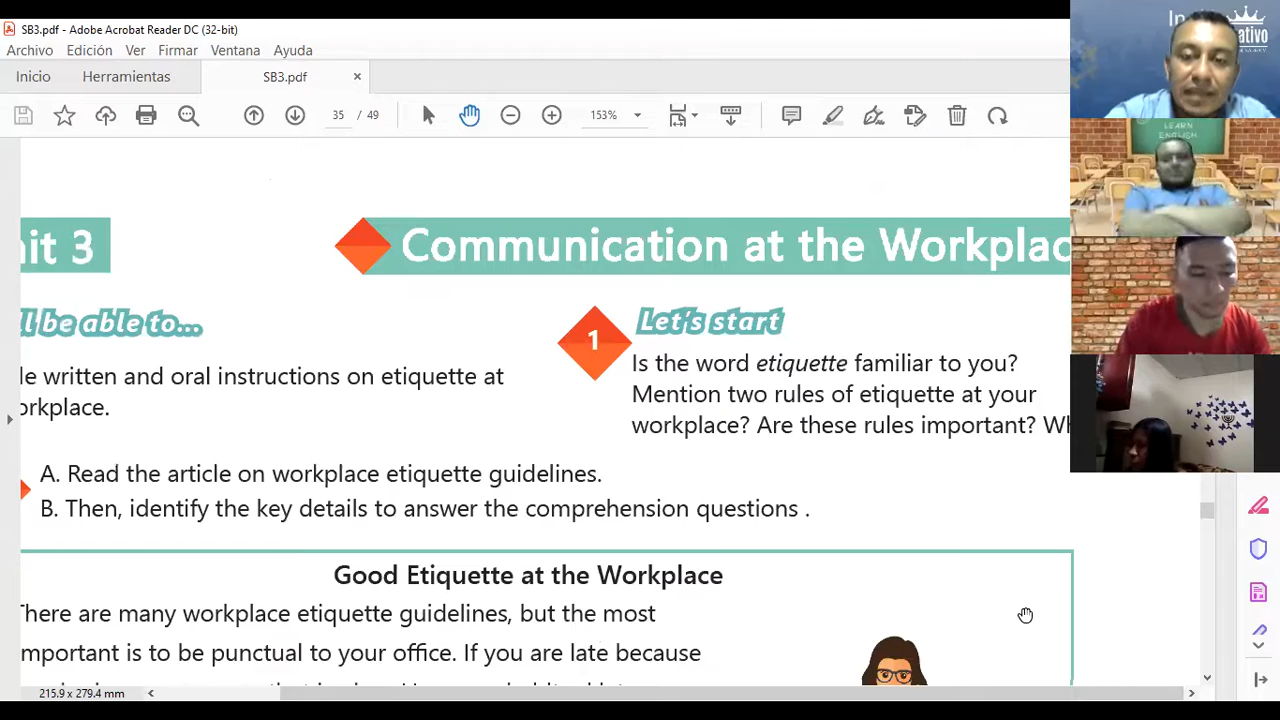 SB3.pdf - Adobe Acrobat Reader DC (32-bit)
Archivo Edición Ver Firmar Ventana Ayuda
Inicio Herramientas SB3.pdf ×
35 / 49 153%
nit 3
Communication at the Workplac
ll be able to...
1
Let's start
le written and oral instructions on etiquette at
orkplace.
Is the word etiquette familiar to you?
Mention two rules of etiquette at your
workplace? Are these rules important? Wh
A. Read the article on workplace etiquette guidelines.
B. Then, identify the key details to answer the comprehension questions .
Good Etiquette at the Workplace
There are many workplace etiquette guidelines, but the most
mportant is to be punctual to your office. If you are late because
215.9 x 279.4 mm
In
ativo
LEARN
ENGLISH